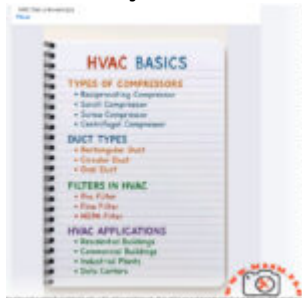 HVAC BASICS
TYPES OF COMPRESSORS
• Reciprocating Compressor
• Scroll Compressor
• Screw Compressor
• Centrifugal Compressor
DUCT TYPES
• Rectangular Duct
• Circular Duct
• Oval Duct
FILTERS IN HVAC
• Pre Filter
• Fine Filter
• HEPA Filter
HVAC APPLICATIONS
• Residential Buildings
• Commercial Buildings
• Industrial Plants
• Data Centers